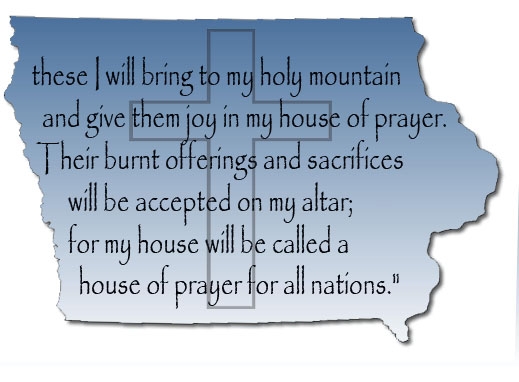 these I will bring to my holy mountain
and give them joy in my house of prayer.
Their burnt offerings and sacrifices
will be accepted on my altar;
for my house will be called a
house of prayer for all nations."